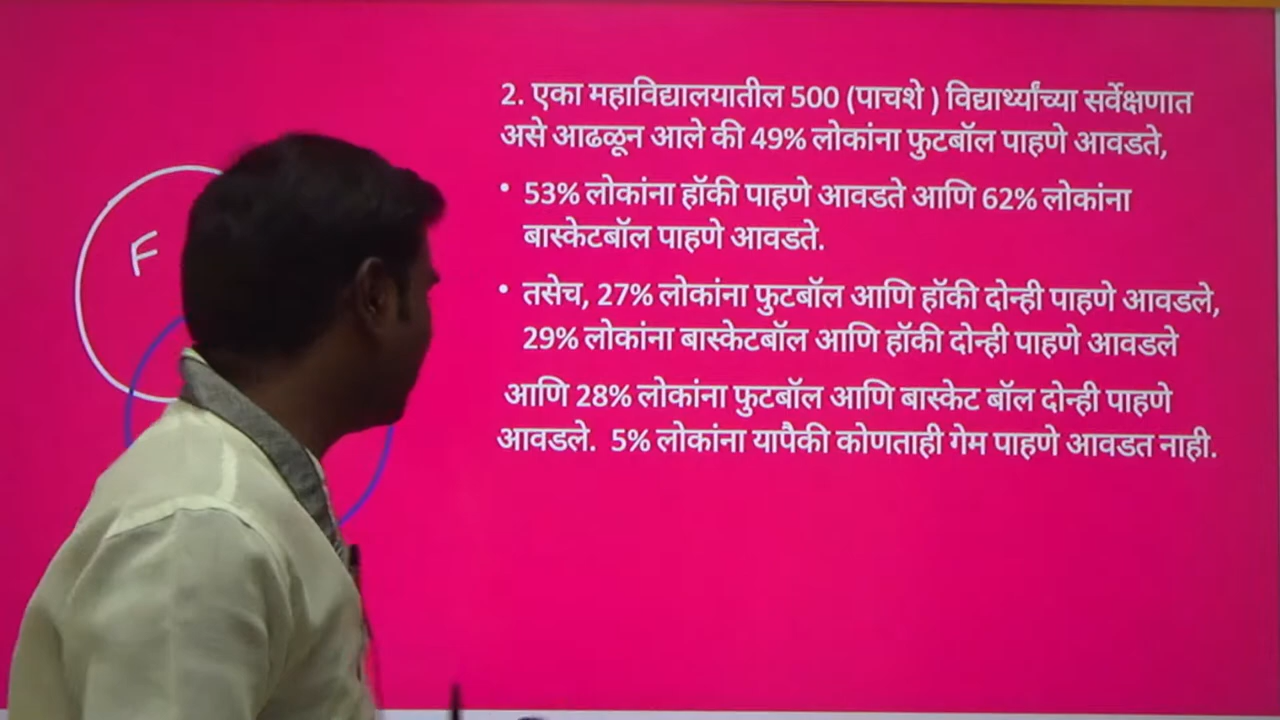 2. एका महाविद्यालयातील 500 (पाचशे ) विद्यार्थ्यांच्या सर्वेक्षणात
असे आढळून आले की 49% लोकांना फुटबॉल पाहणे आवडते,
• 53% लोकांना हॉकी पाहणे आवडते आणि 62% लोकांना
बास्केटबॉल पाहणे आवडते.
• तसेच, 27% लोकांना फुटबॉल आणि हॉकी दोन्ही पाहणे आवडले,
29% लोकांना बास्केटबॉल आणि हॉकी दोन्ही पाहणे आवडले
आणि 28% लोकांना फुटबॉल आणि बास्केट बॉल दोन्ही पाहणे
आवडले. 5% लोकांना यापैकी कोणताही गेम पाहणे आवडत नाही.
F